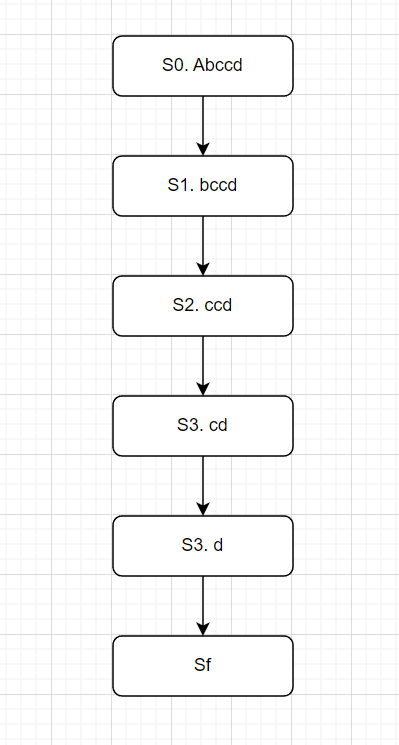 S0. Abccd
S1. bccd
S2. ccd
S3. cd
S3. d
Sf